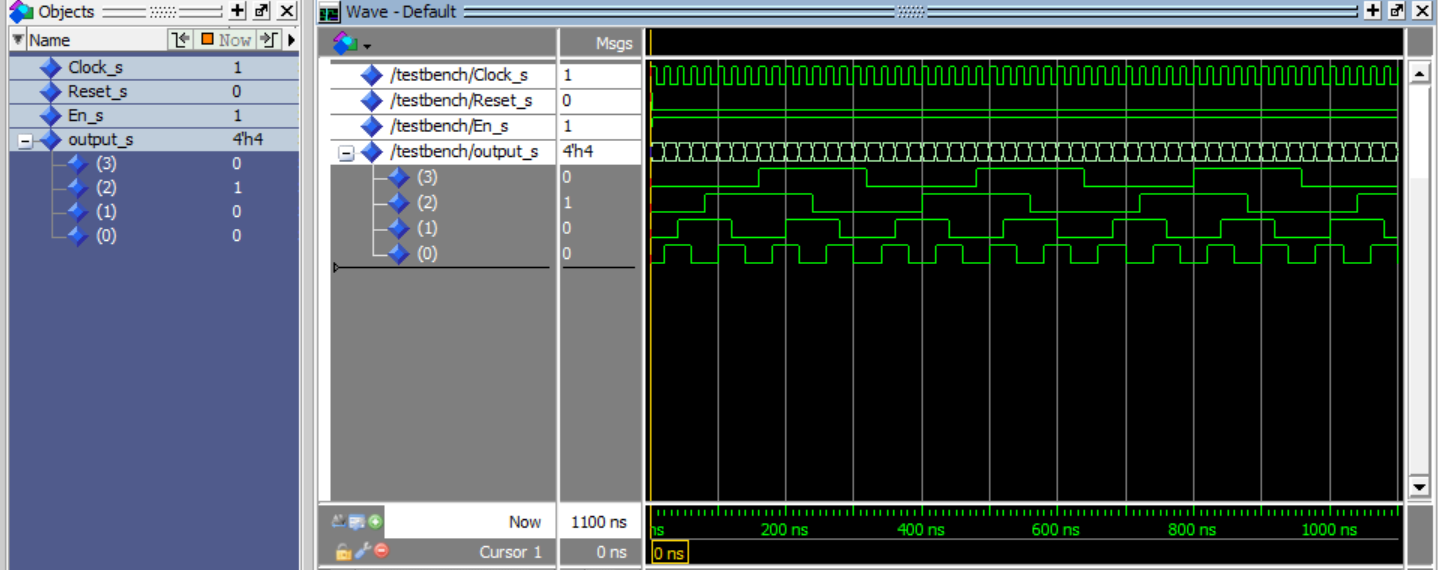 Objects
Name Now
Clock_s 1
Reset_s 0
En_s 1
output_s 4'h4
(3) 0
(2) 1
(1) 0
(0) 0
Wave - Default
Msgs
/testbench/Clock_s 1
/testbench/Reset_s 0
/testbench/En_s 1
/testbench/output_s 4'h4
(3) 0
(2) 1
(1) 0
(0) 0
Now 1100 ns
ns 200 ns 400 ns 600 ns 800 ns 1000 ns
Cursor 1 0 ns 0 ns